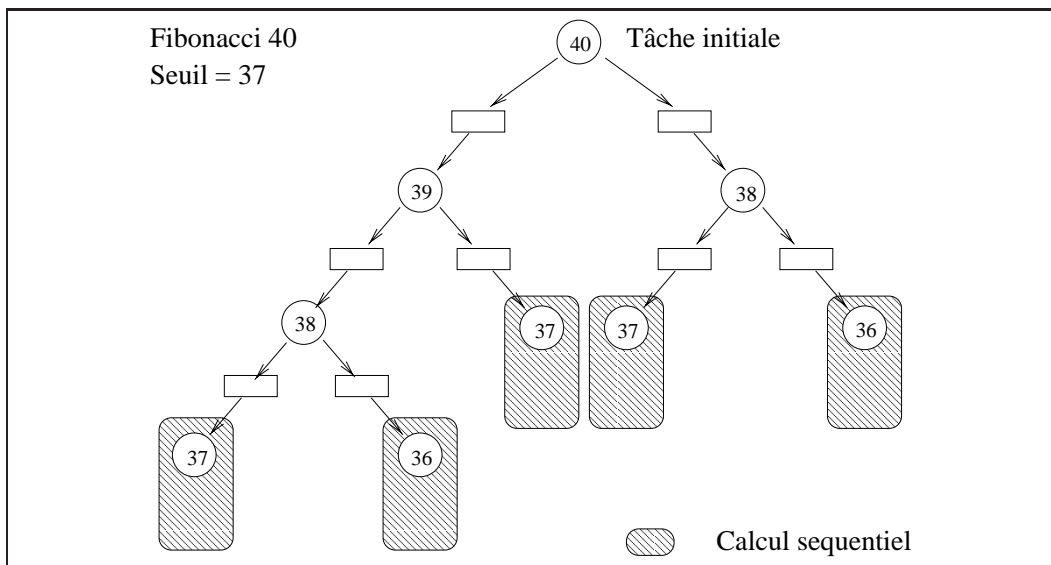 Fibonacci 40
Seuil = 37
40
Tâche initiale
39
38
38
37
37
36
37
36
Calcul sequentiel